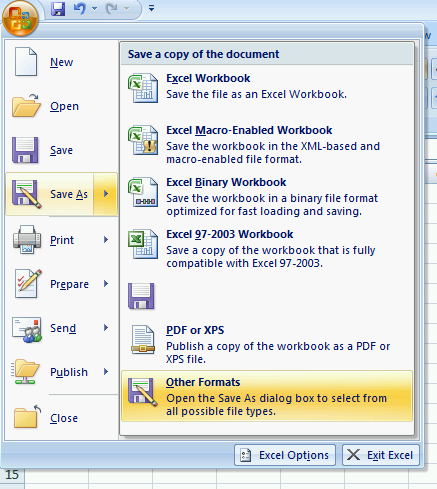 Save a copy of the document
New
Open
Save
Save As
Print
Prepare
Send
Publish
Close
Excel Workbook
Save the file as an Excel Workbook.
Excel Macro-Enabled Workbook
Save the workbook in the XML-based and
macro-enabled file format.
Excel Binary Workbook
Save the workbook in a binary file format
optimized for fast loading and saving.
Excel 97-2003 Workbook
Save a copy of the workbook that is fully
compatible with Excel 97-2003.
PDF or XPS
Publish a copy of the workbook as a PDF or
XPS file.
Other Formats
Open the Save As dialog box to select from
all possible file types.
Excel Options
Exit Excel
15